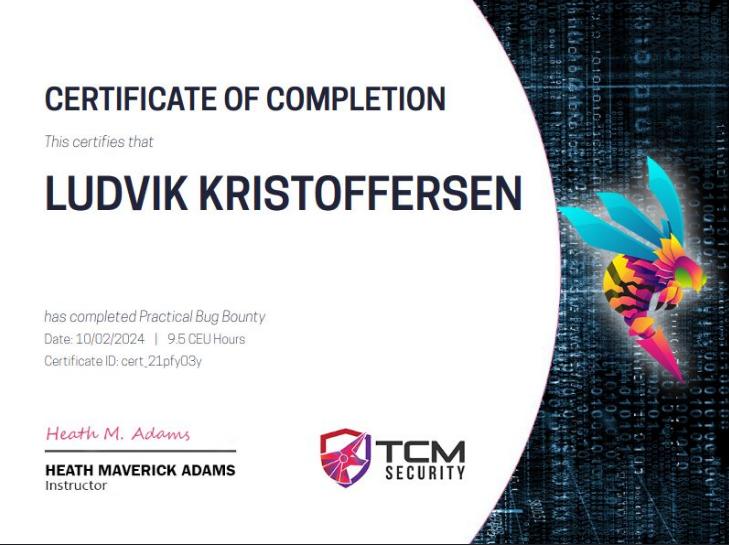 CERTIFICATE OF COMPLETION
This certifies that
LUDVIK KRISTOFFERSEN
has completed Practical Bug Bounty
Date: 10/02/2024 | 9.5 CEU Hours
Certificate ID: cert_21pfy03y
Heath M. Adams
HEATH MAVERICK ADAMS
Instructor
TCM
SECURITY